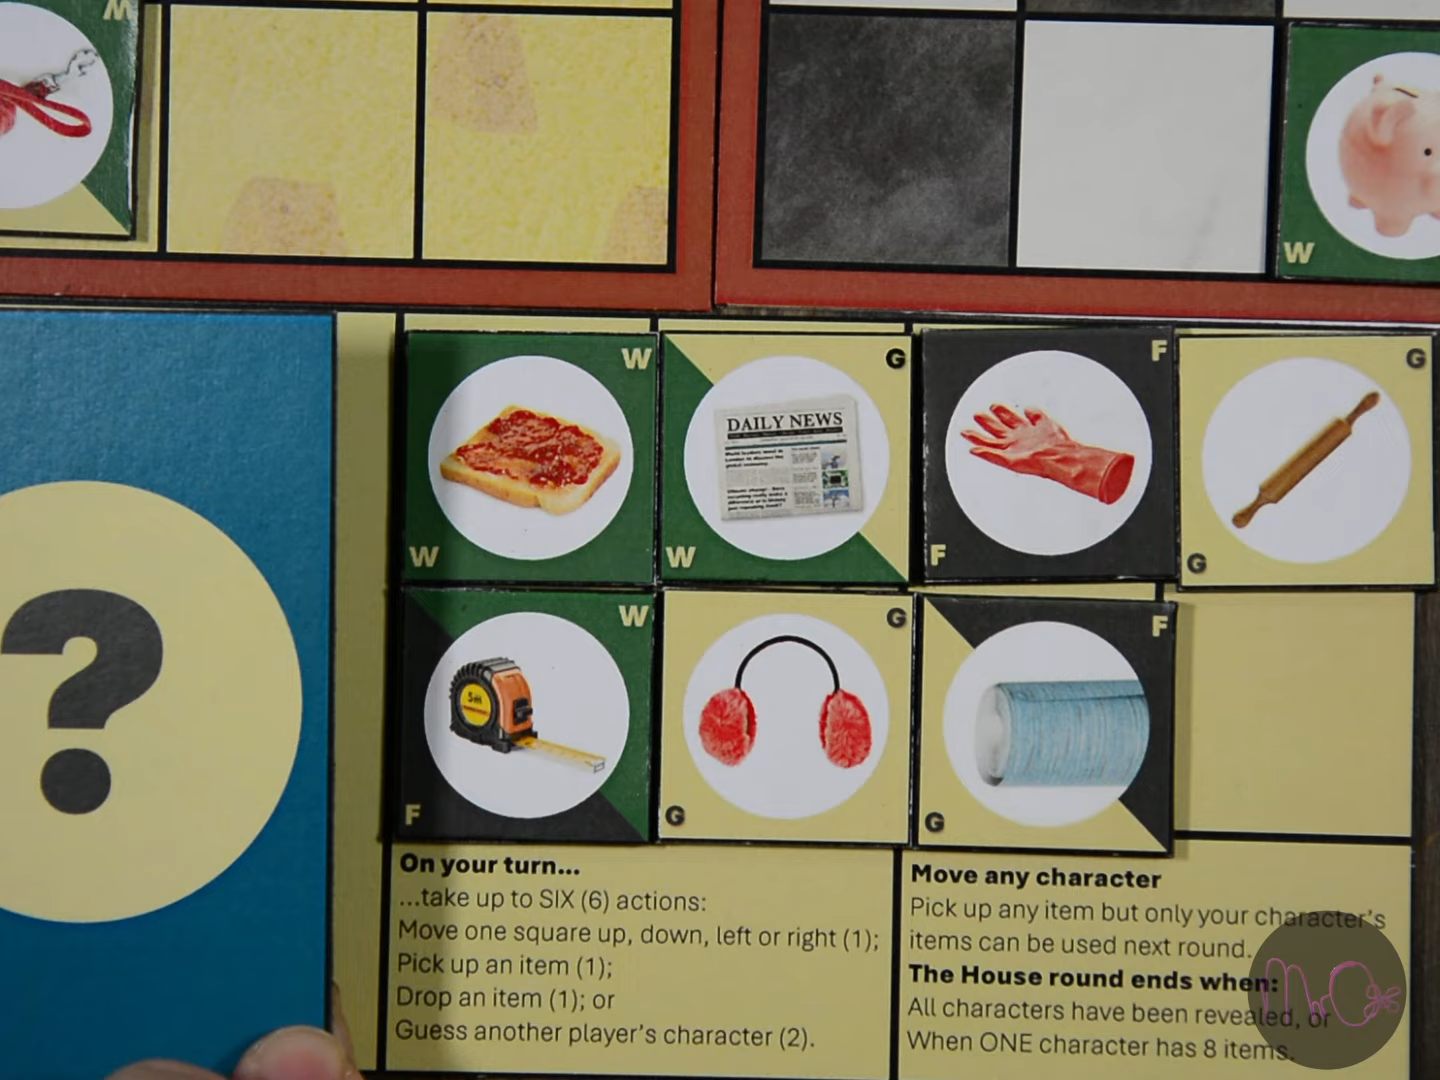 W
W
W
W
DAILY NEWS
G
W
F
F
G
G
W
5m
F
G
G
F
G
?
On your turn...
...take up to SIX (6) actions:
Move one square up, down, left or right (1);
Pick up an item (1);
Drop an item (1); or
Guess another player's character (2).
Move any character
Pick up any item but only your character's
items can be used next round.
The House round ends when:
All characters have been revealed, or
When ONE character has 8 items.